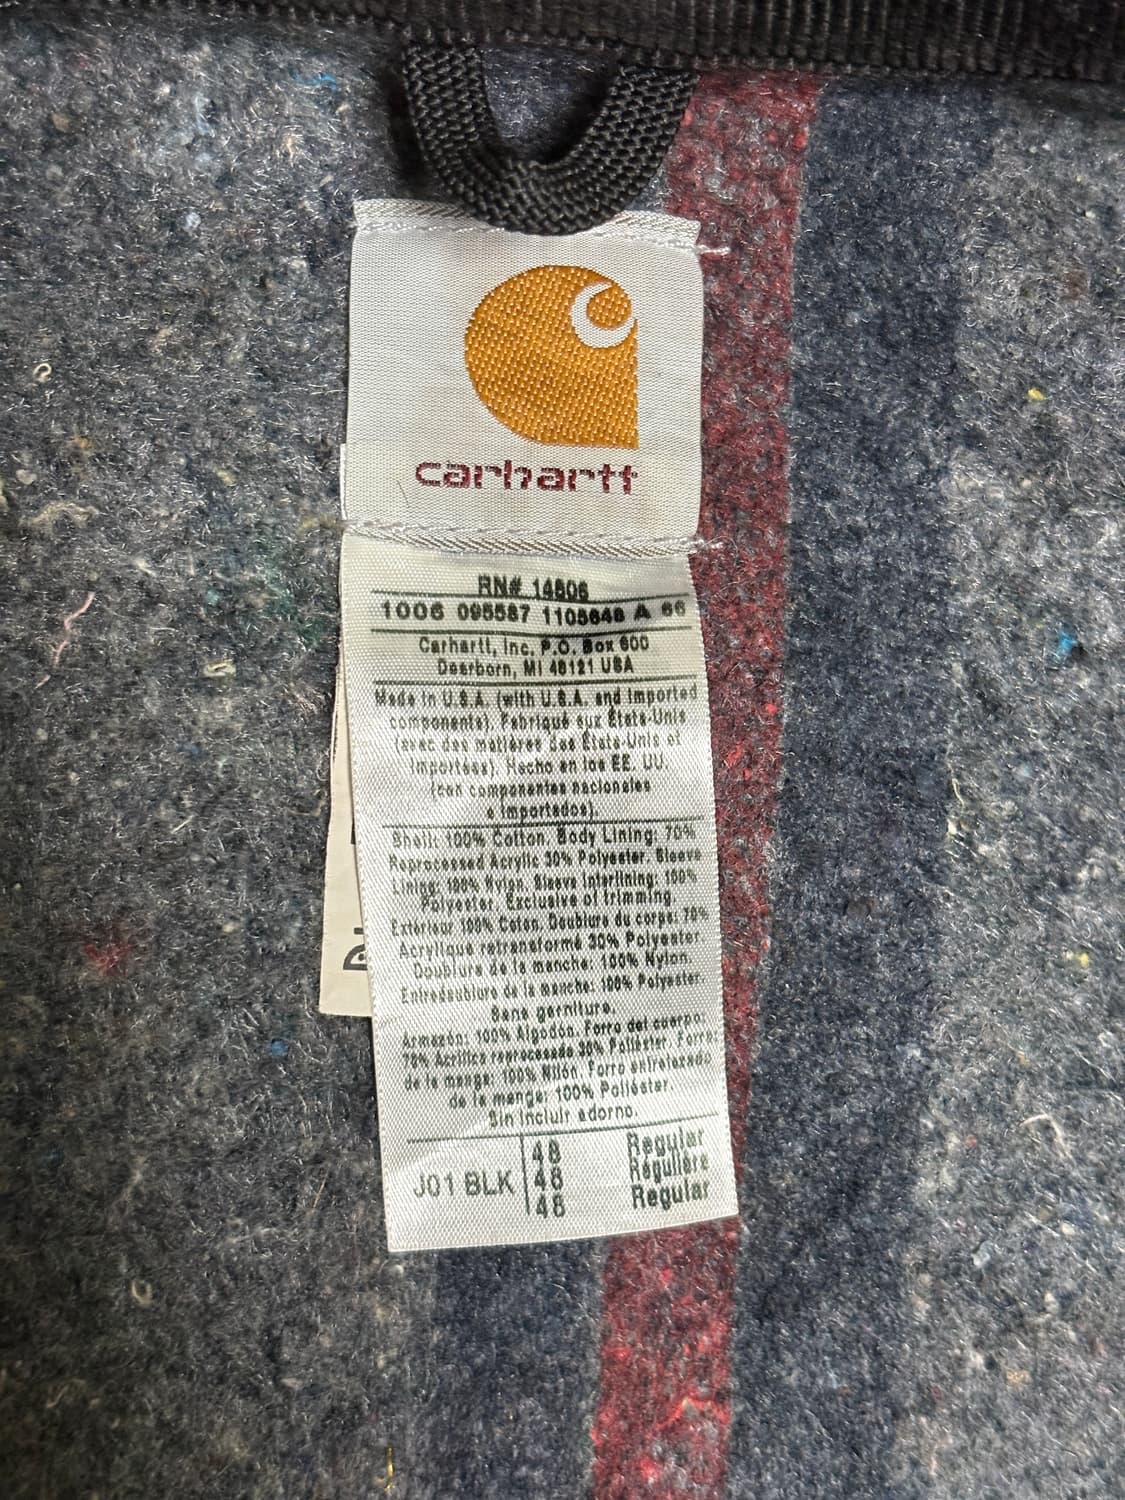 carhartt
RN# 14806
1006 095587 1105648 A 66
Carhartt, Inc. P.O. Box 600
Dearborn, MI 48121 USA
Made in U.S.A. (with U.S.A. and imported
components). Fabriqué aux États-Unis
(avec des matières des États-Unis et
importées). Hecho en los EE. UU.
(con componentes nacionales
e importados).
Shell: 100% Cotton. Body Lining: 70%
Reprocessed Acrylic 30% Polyester. Sleeve
Lining: 100% Nylon. Sleeve Interlining: 100%
Polyester. Exclusive of trimming.
Extérieur 100% Coton. Doublure du corps: 70%
Acrylique retransformé 30% Polyester.
Doublure de la manche: 100% Nylon.
Entredoublure de la manche: 100% Polyester.
Sans garniture.
Armazón: 100% Algodón. Forro del cuerpo:
70% Acrílico reprocesado 30% Poliéster. Forro
de la manga: 100% Nilón. Forro entrelazado
de la manga: 100% Poliéster.
Sin incluir adorno.
48 Regular
J01 BLK 48 Régulière
48 Regular